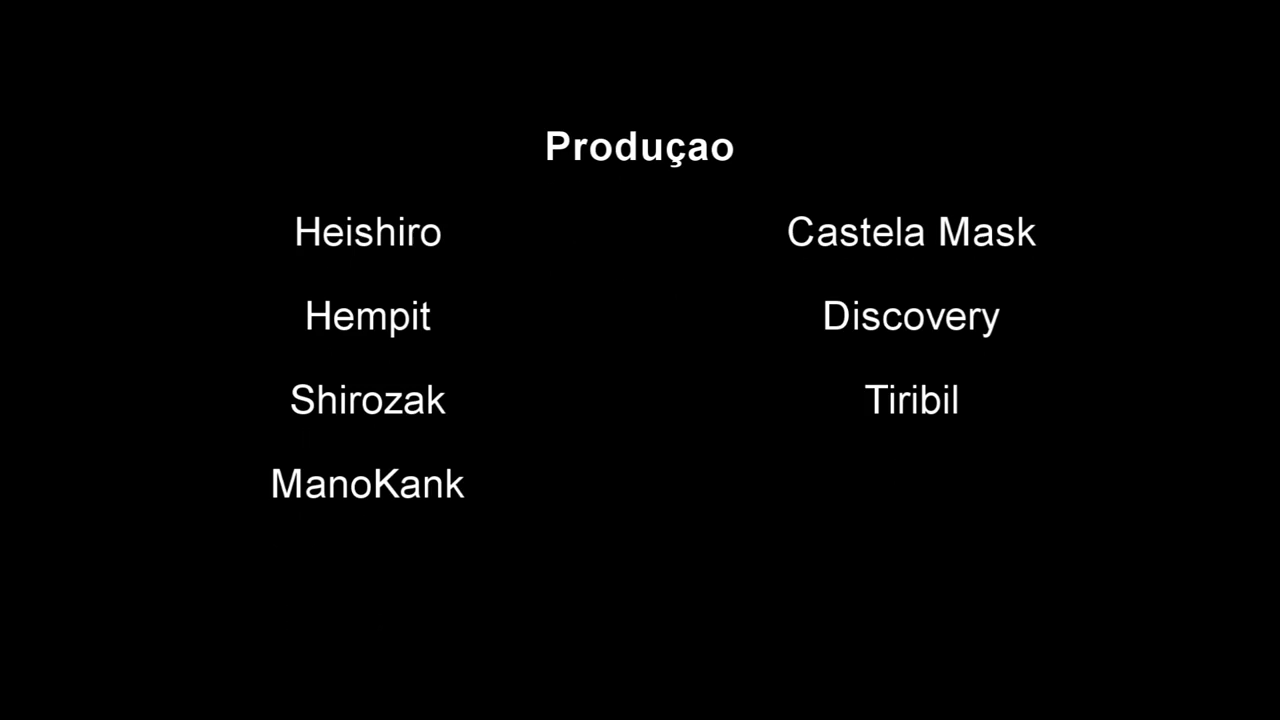 Produçao
Heishiro
Castela Mask
Hempit
Discovery
Shirozak
Tiribil
ManoKank